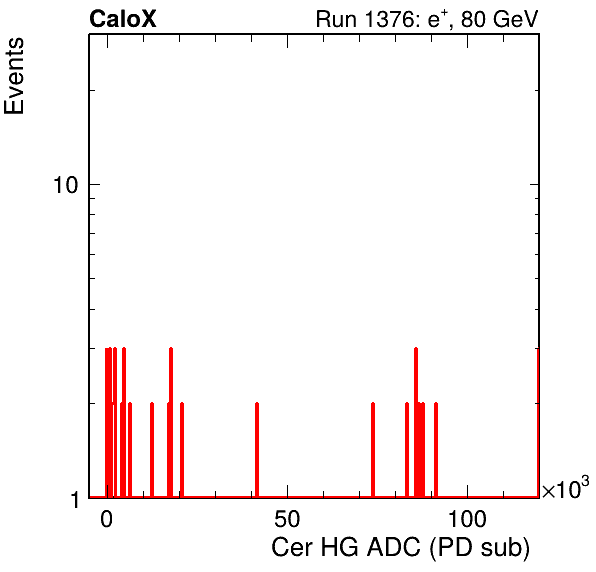 CaloX Run 1376: e⁺, 80 GeV
Events
10
1
0 50 100 ×10³
Cer HG ADC (PD sub)